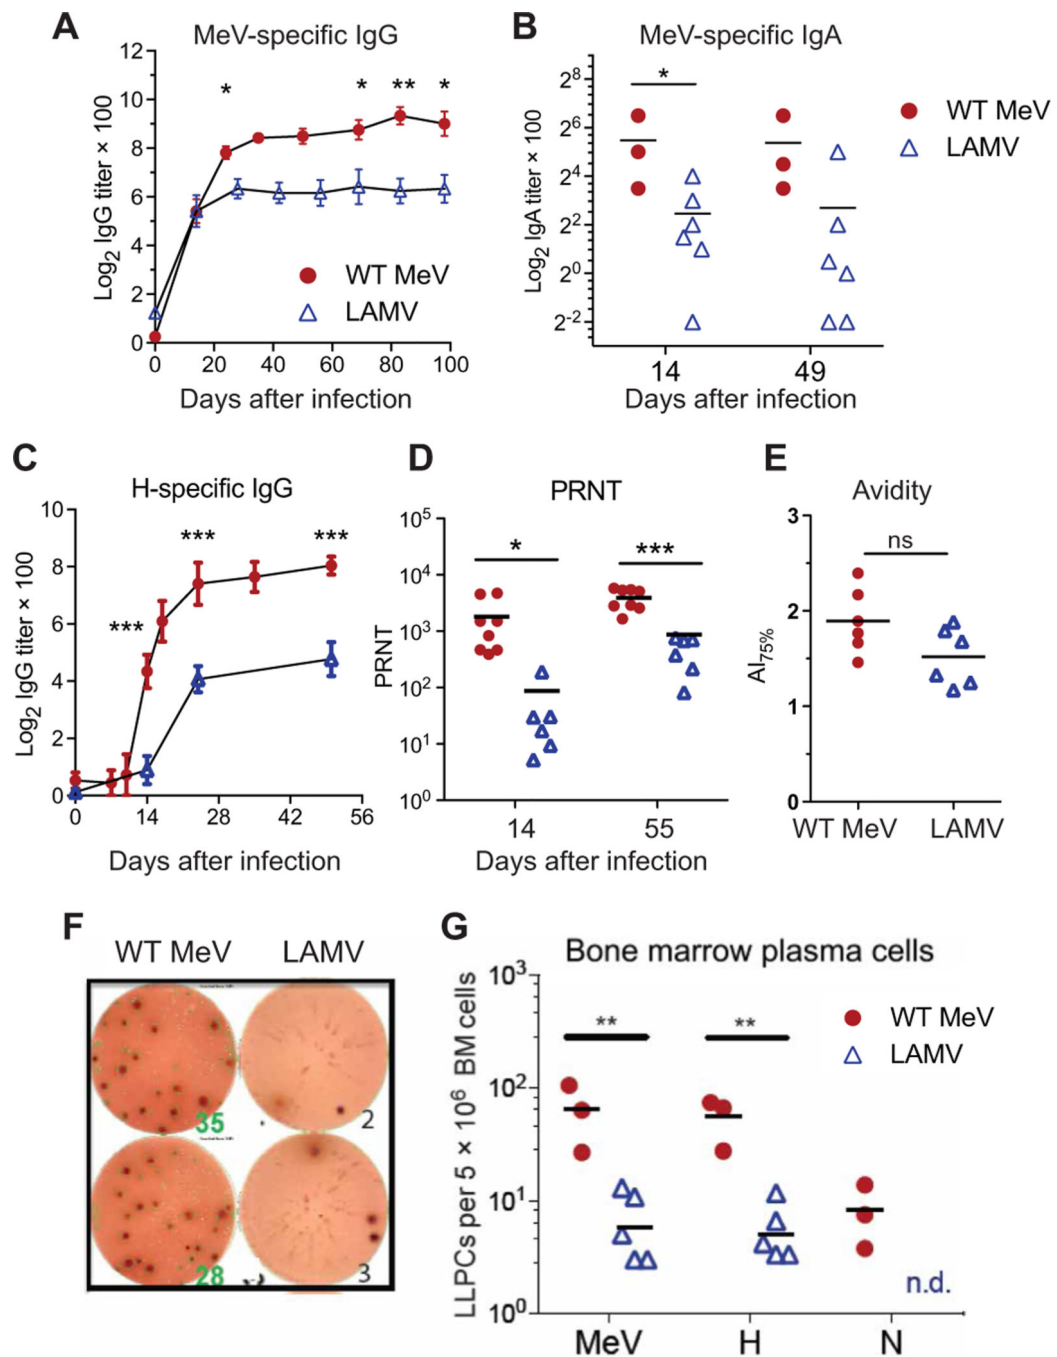 A
MeV-specific IgG
Log2 IgG titer × 100
12
10
8
6
4
2
0
* * ** *
WT MeV
LAMV
0 20 40 60 80 100
Days after infection
B
MeV-specific IgA
Log2 IgA titer × 100
2^8
2^6
2^4
2^2
2^0
2^-2
*
WT MeV
LAMV
14 49
Days after infection
C
H-specific IgG
Log2 IgG titer × 100
10
8
6
4
2
0
*** *** ***
0 14 28 42 56
Days after infection
D
PRNT
PRNT
10^5
10^4
10^3
10^2
10^1
10^0
* ***
14 55
Days after infection
E
Avidity
AI75%
3
2
1
0
ns
WT MeV LAMV
F
WT MeV LAMV
35 2
28 3
G
Bone marrow plasma cells
LLPCs per 5 × 10^6 BM cells
10^3
10^2
10^1
10^0
** **
WT MeV
LAMV
n.d.
MeV H N